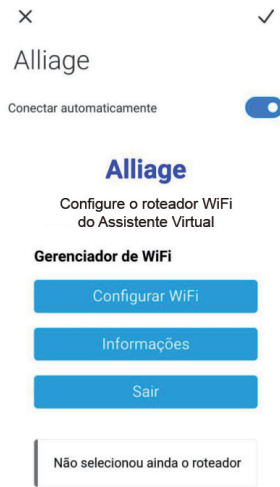 Alliage
Conectar automaticamente
Alliage
Configure o roteador WiFi
do Assistente Virtual
Gerenciador de WiFi
Configurar WiFi
Informações
Sair
Não selecionou ainda o roteador